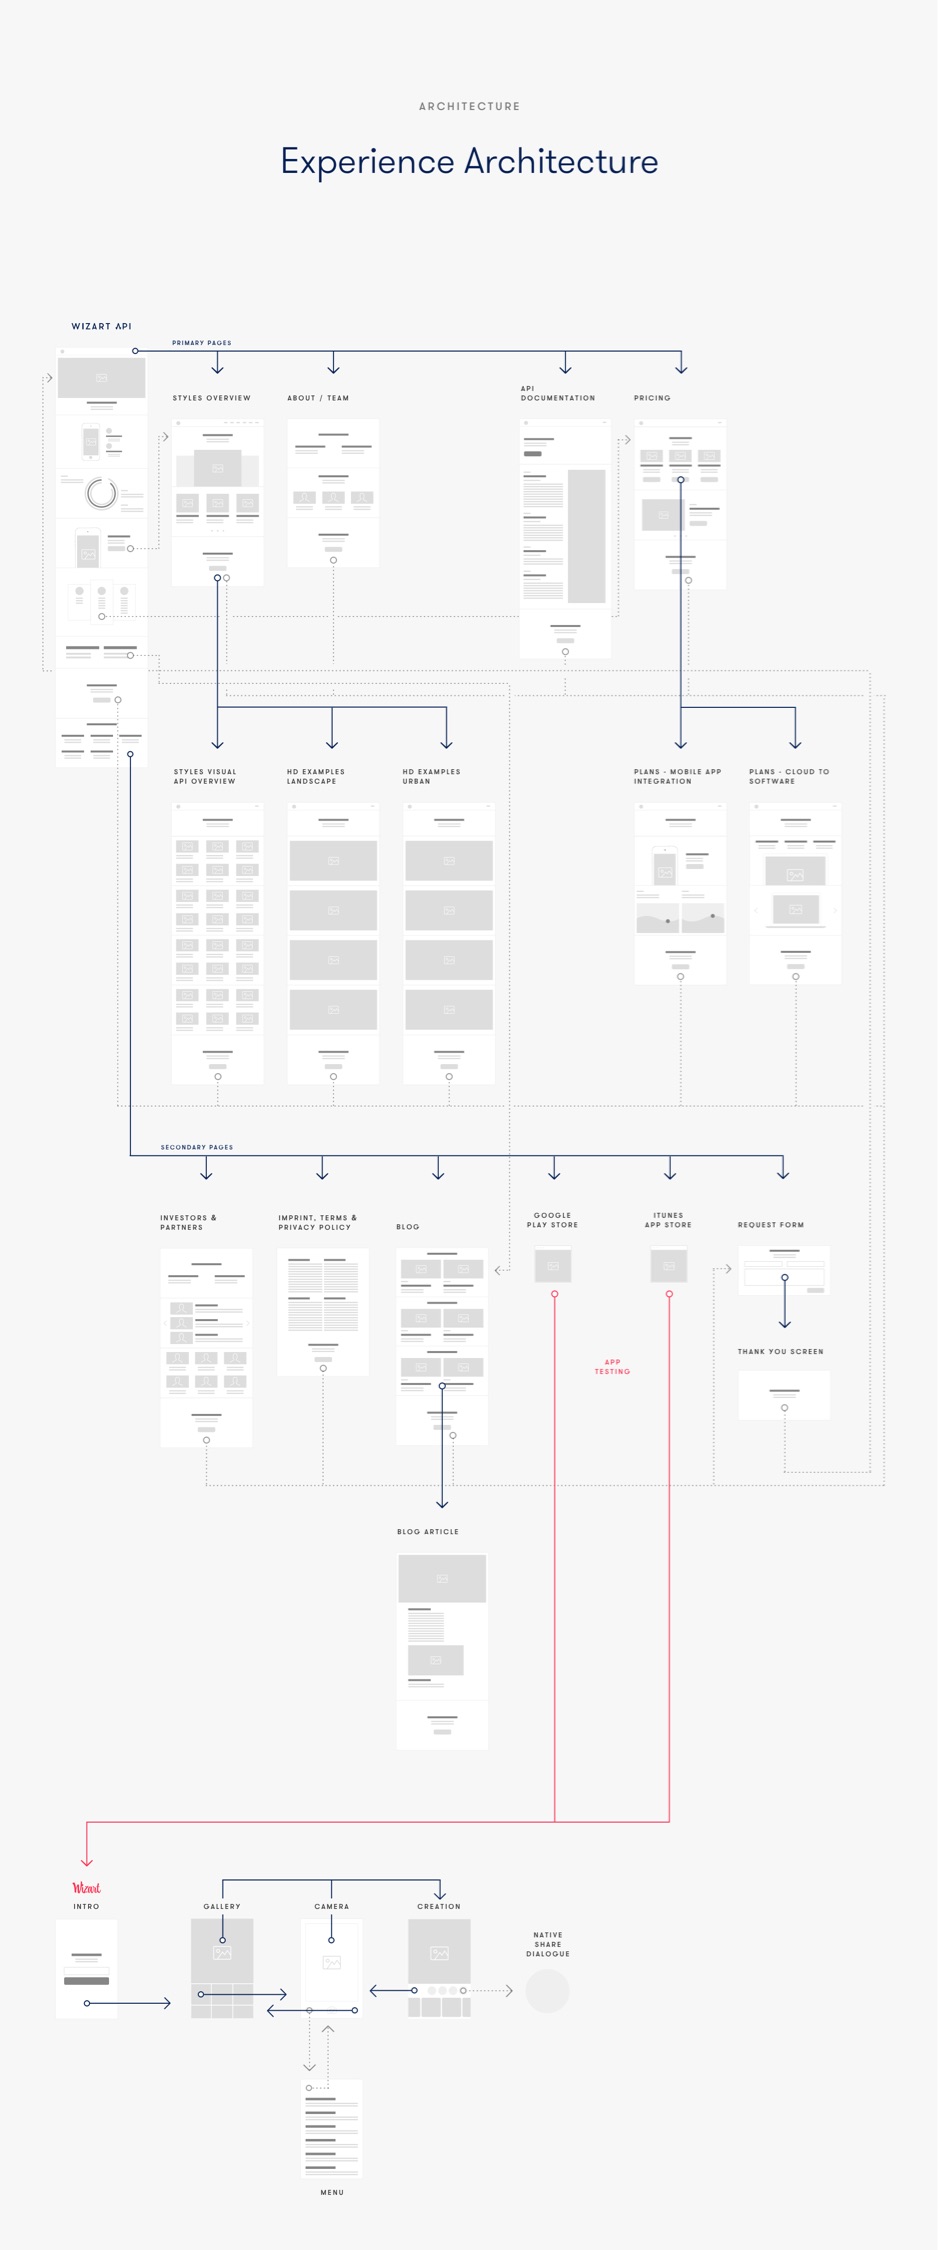 ARCHITECTURE
Experience Architecture
WIZART API
PRIMARY PAGES
STYLES OVERVIEW
ABOUT / TEAM
API
DOCUMENTATION
PRICING
STYLES VISUAL
API OVERVIEW
HD EXAMPLES
LANDSCAPE
HD EXAMPLES
URBAN
PLANS - MOBILE APP
INTEGRATION
PLANS - CLOUD TO
SOFTWARE
SECONDARY PAGES
INVESTORS &
PARTNERS
IMPRINT, TERMS &
PRIVACY POLICY
BLOG
GOOGLE
PLAY STORE
ITUNES
APP STORE
REQUEST FORM
THANK YOU SCREEN
APP
TESTING
BLOG ARTICLE
Wizart
INTRO
GALLERY
CAMERA
CREATION
NATIVE
SHARE
DIALOGUE
MENU